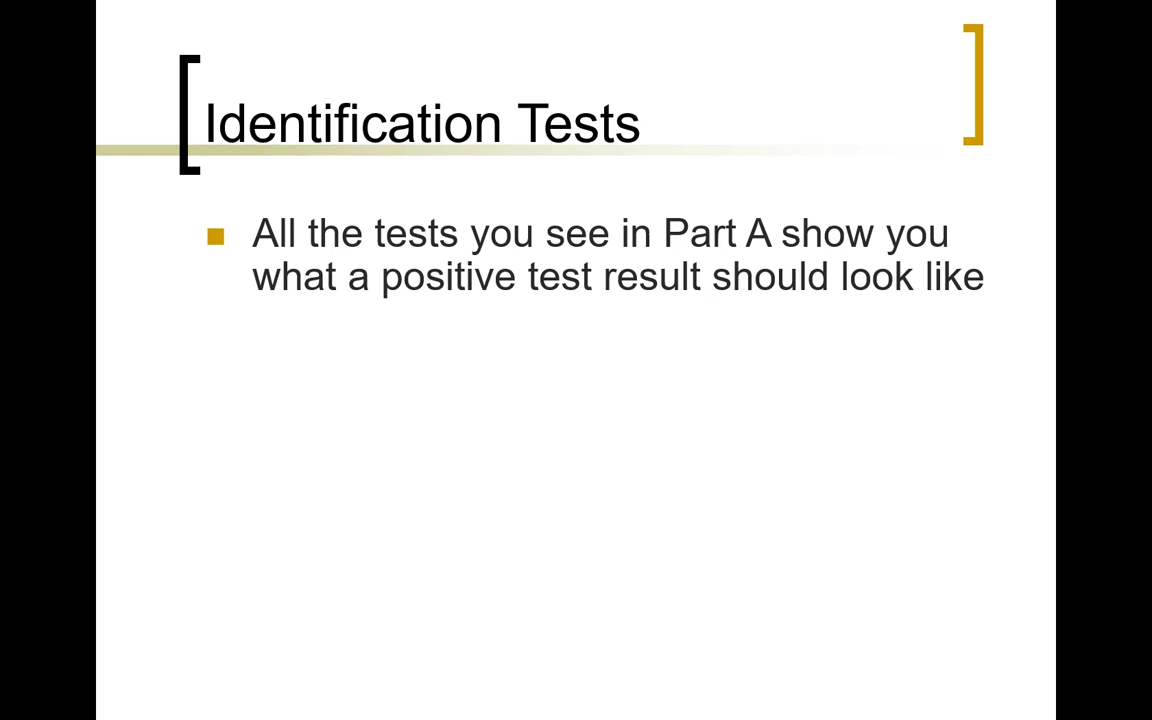 Identification Tests
All the tests you see in Part A show you
what a positive test result should look like